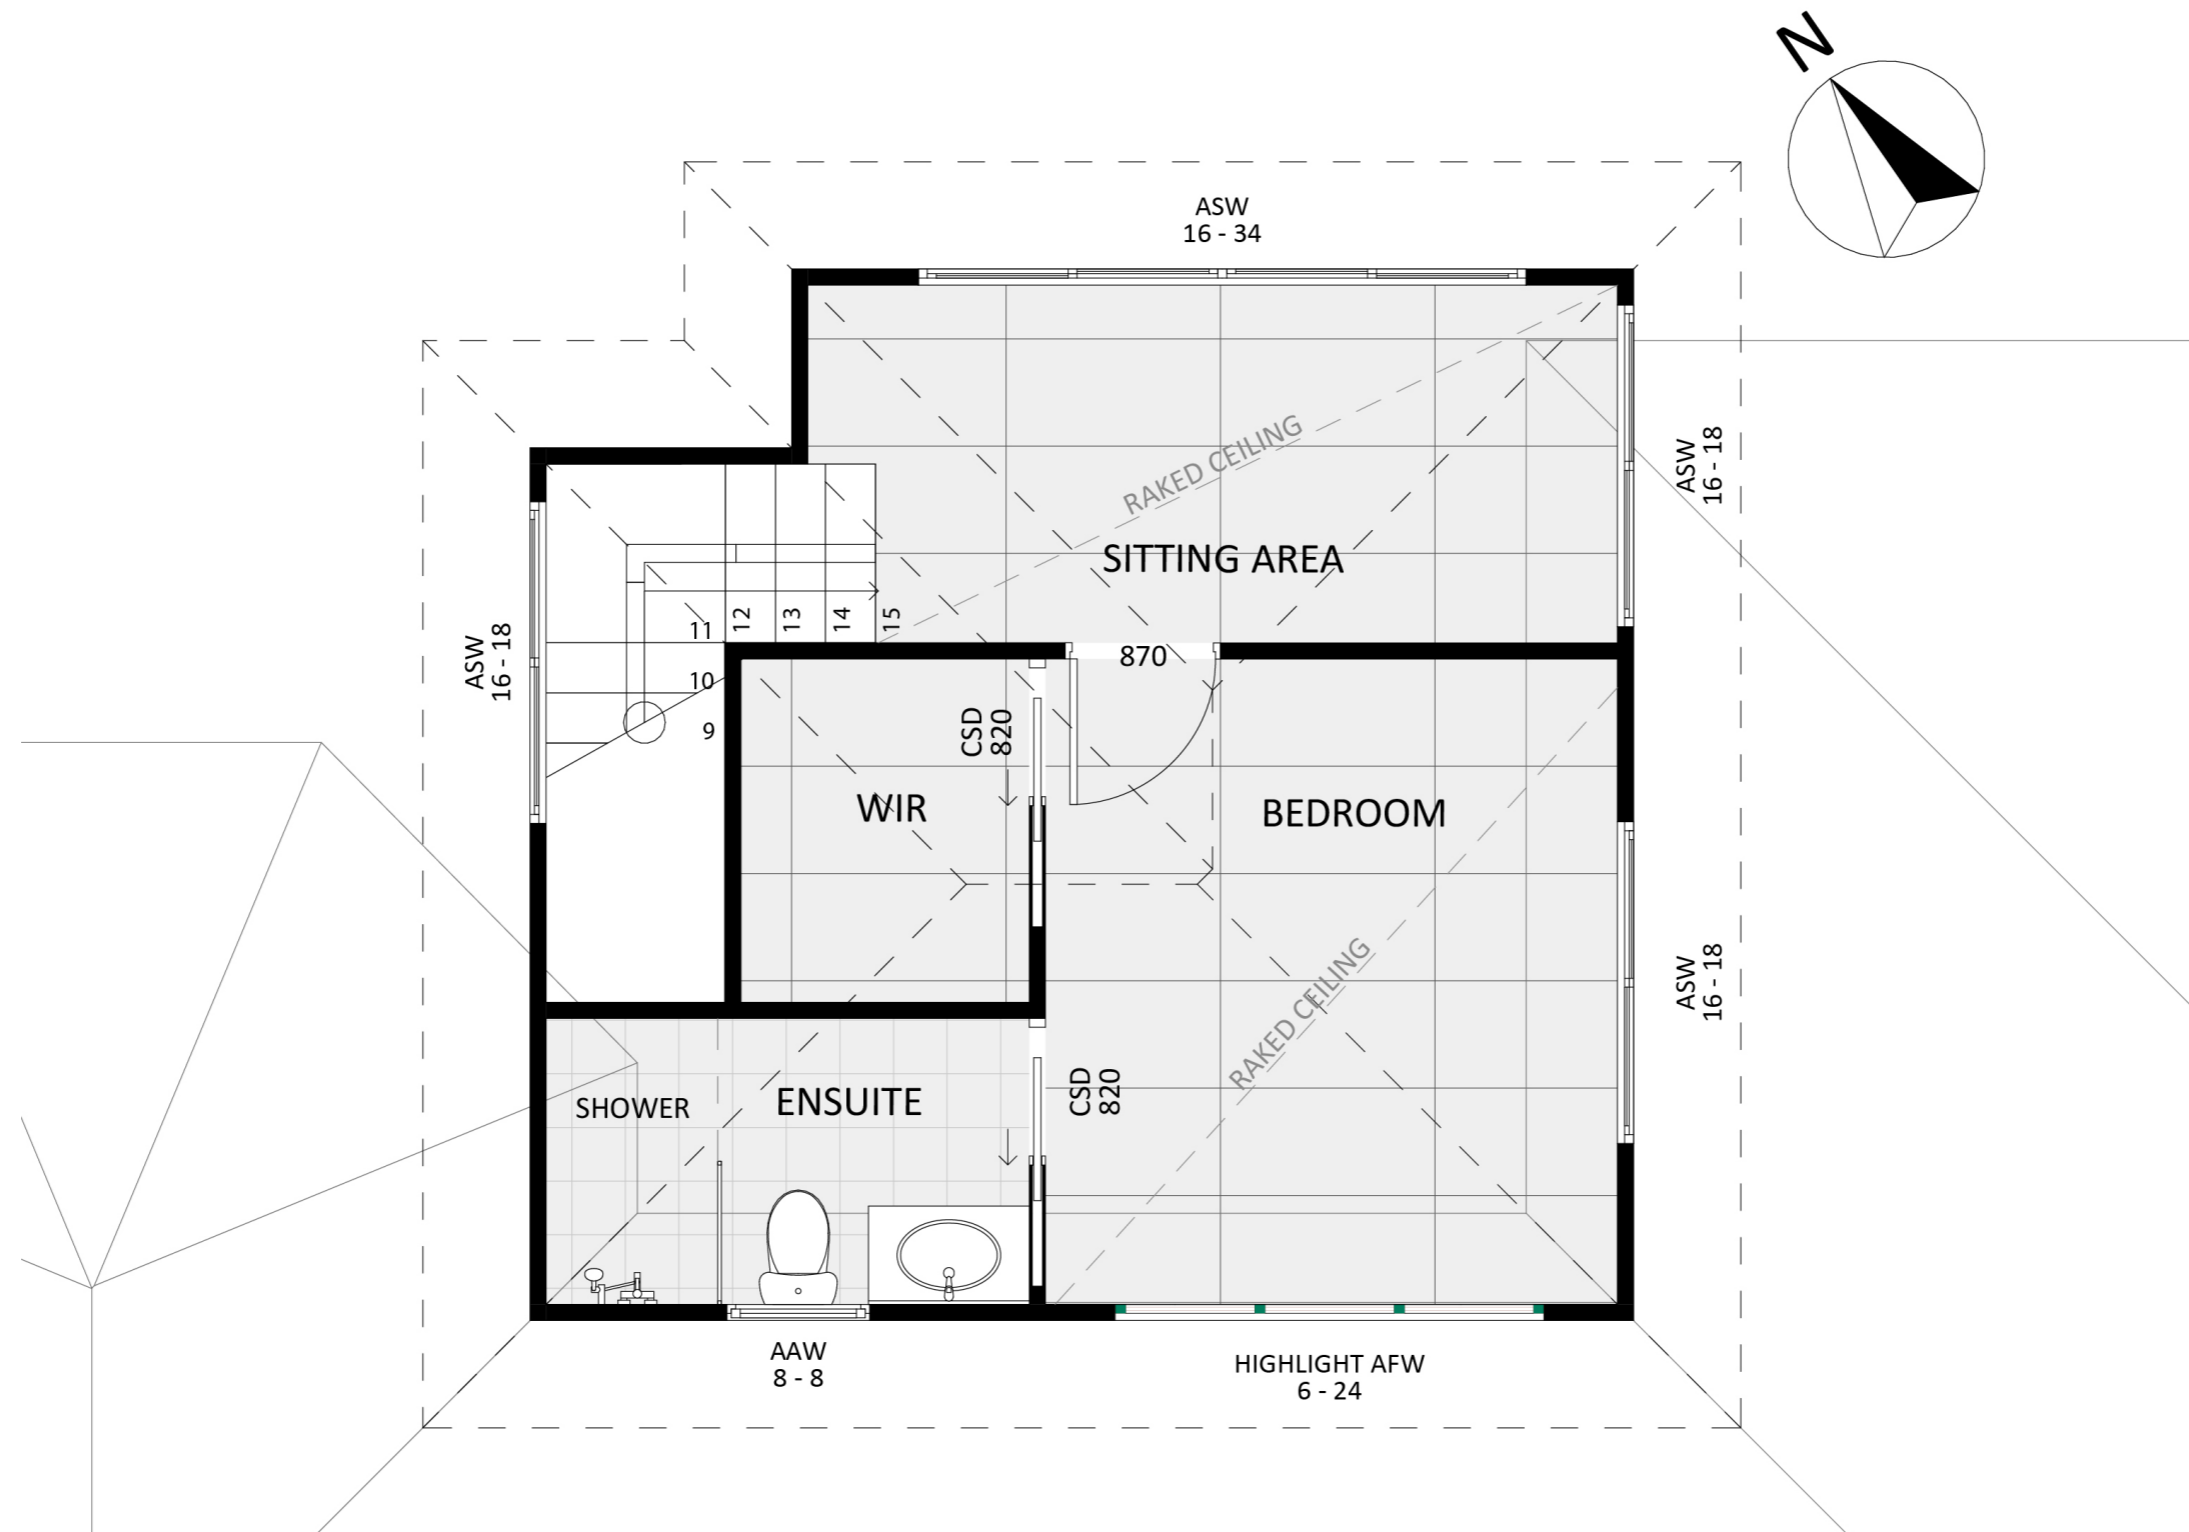 N
ASW
16 - 34
RAKED CEILING
ASW
16 - 18
SITTING AREA
ASW
16 - 18
11
12
13
14
15
10
9
870
CSD
820
WIR
BEDROOM
RAKED CEILING
ASW
16 - 18
SHOWER
ENSUITE
CSD
820
AAW
8 - 8
HIGHLIGHT AFW
6 - 24